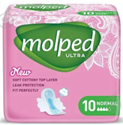 molped
ULTRA
New
SOFT COTTONY TOP LAYER
LEAK PROTECTION
FIT PERFECTLY
10 NORMAL